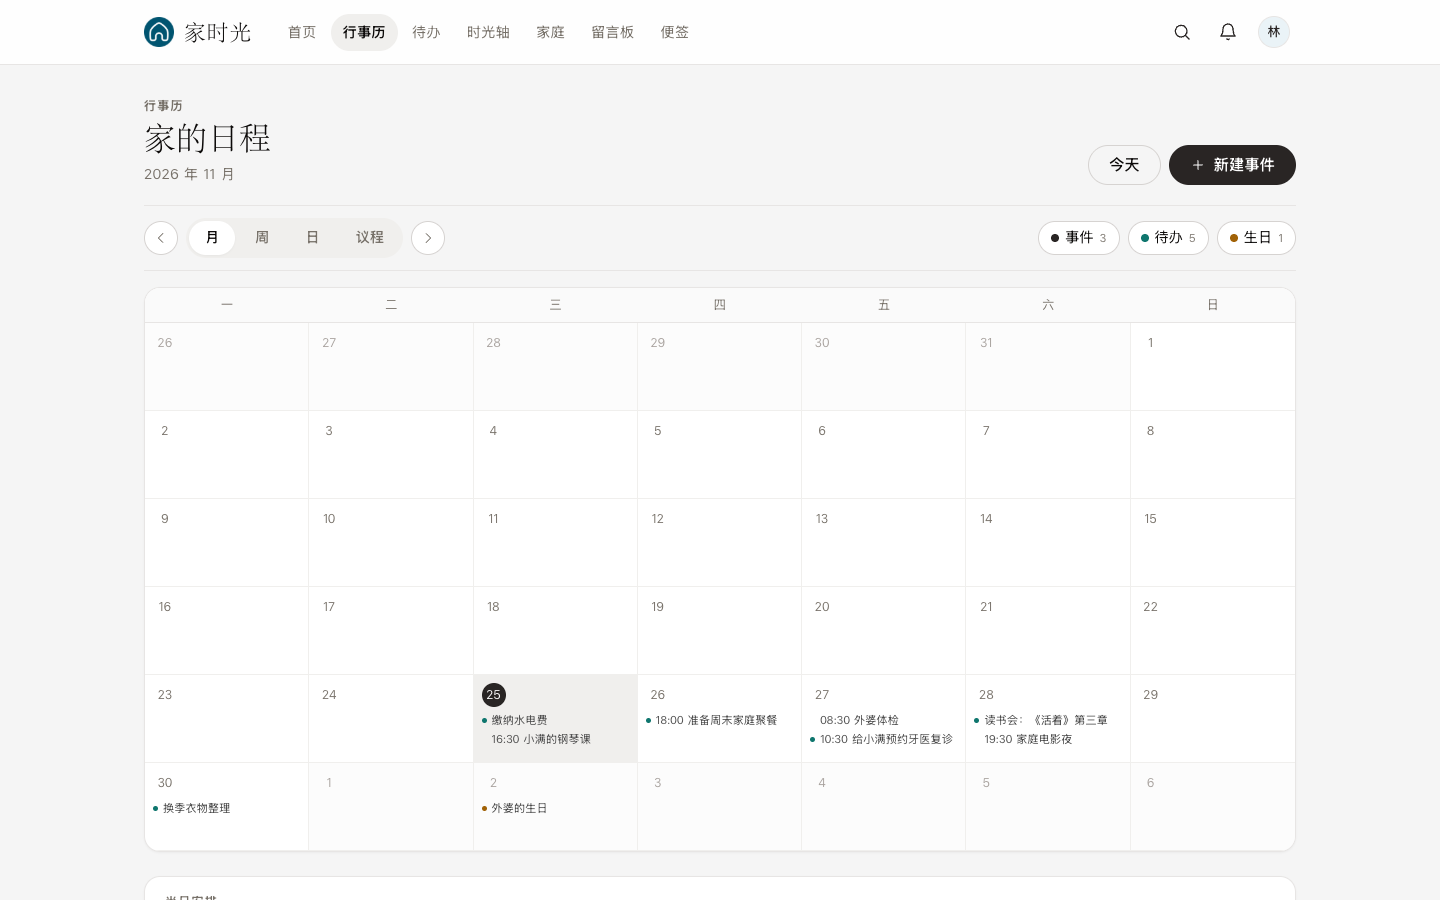 家时光 首页 行事历 待办 时光轴 家庭 留言板 便签 林
行事历
家的日程
2026 年 11 月
今天 新建事件
月 周 日 议程 事件 3 待办 5 生日 1
一 二 三 四 五 六 日
26 27 28 29 30 31 1
2 3 4 5 6 7 8
9 10 11 12 13 14 15
16 17 18 19 20 21 22
23 24 25 26 27 28 29
缴纳水电费 18:00 准备周末家庭聚餐 08:30 外婆体检 读书会：《活着》第三章
16:30 小满的钢琴课 10:30 给小满预约牙医复诊 19:30 家庭电影夜
30 1 2 3 4 5 6
换季衣物整理 外婆的生日